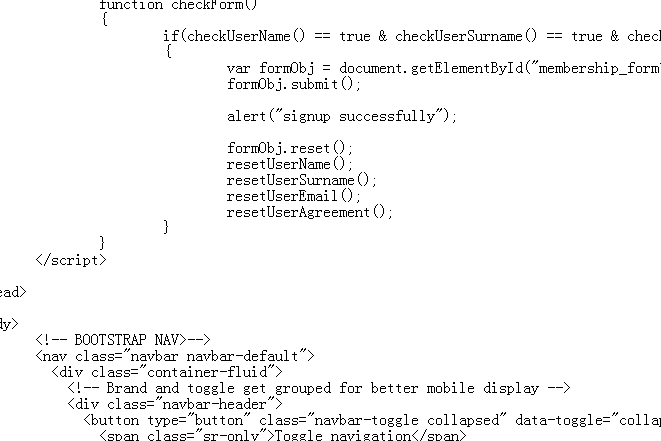 function checkForm()
{
if(checkUserName() == true & checkUserSurname() == true & chec
{
var formObj = document.getElementById("membership_form
formObj.submit();
alert("signup successfully");
formObj.reset();
resetUserName();
resetUserSurname();
resetUserEmail();
resetUserAgreement();
}
}
</script>
ead>
dy>
<!-- BOOTSTRAP NAV>-->
<nav class="navbar navbar-default">
<div class="container-fluid">
<!-- Brand and toggle get grouped for better mobile display -->
<div class="navbar-header">
<button type="button" class="navbar-toggle collapsed" data-toggle="collap
<span class="sr-only">Toggle navigation</span>